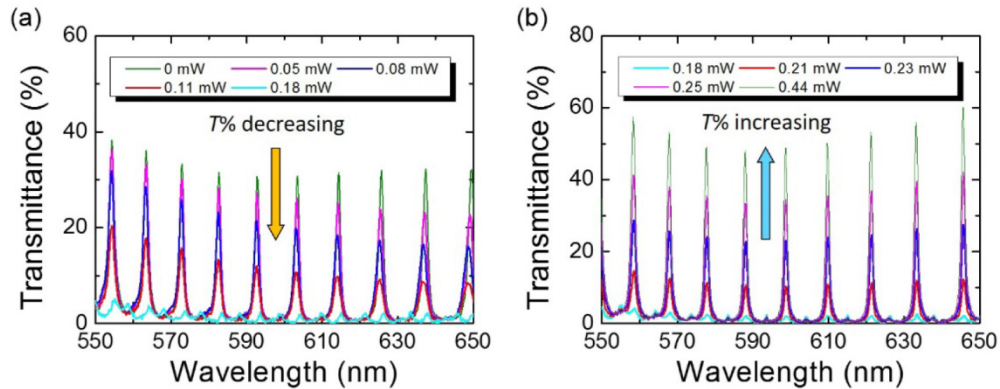 (a)
60
40
20
0
Transmittance (%)
0 mW 0.05 mW 0.08 mW
0.11 mW 0.18 mW
T% decreasing
550 570 590 610 630 650
Wavelength (nm)
(b)
80
60
40
20
0
Transmittance (%)
0.18 mW 0.21 mW 0.23 mW
0.25 mW 0.44 mW
T% increasing
550 570 590 610 630 650
Wavelength (nm)